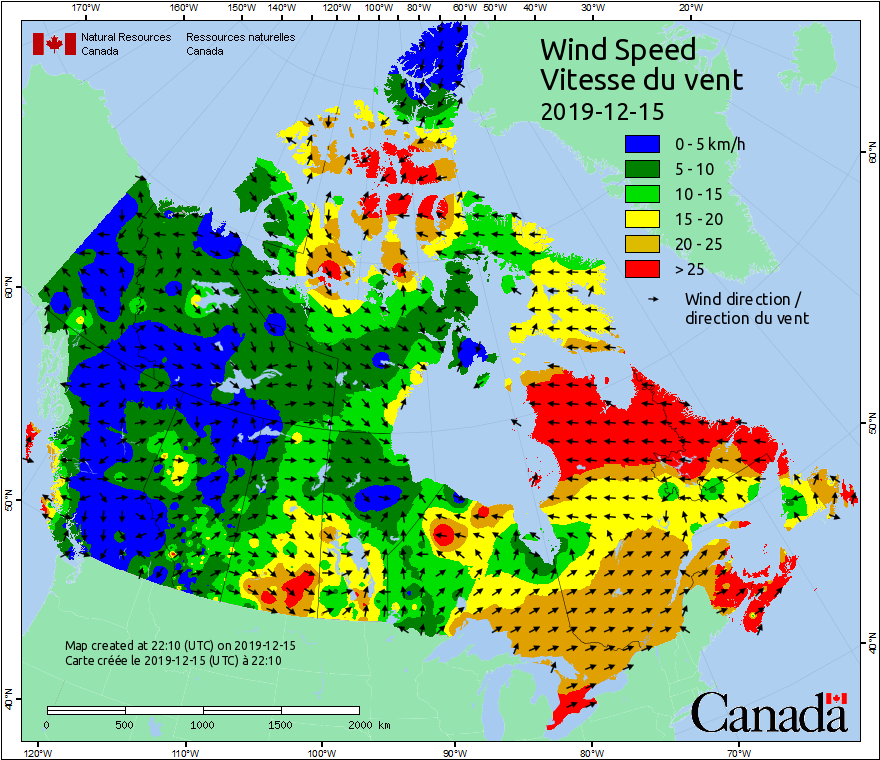 170°W 160°W 150°W 140°W 120°W 100°W 80°W 60°W 50°W 40°W 30°W 20°W
Natural Resources Canada
Ressources naturelles Canada
Wind Speed
Vitesse du vent
2019-12-15
0 - 5 km/h
5 - 10
10 - 15
15 - 20
20 - 25
> 25
Wind direction /
direction du vent
60°N
50°N
40°N
60°N
50°N
40°N
Map created at 22:10 (UTC) on 2019-12-15
Carte créée le 2019-12-15 (UTC) à 22:10
0 500 1000 1500 2000 km
Canada
120°W 110°W 100°W 90°W 80°W 70°W